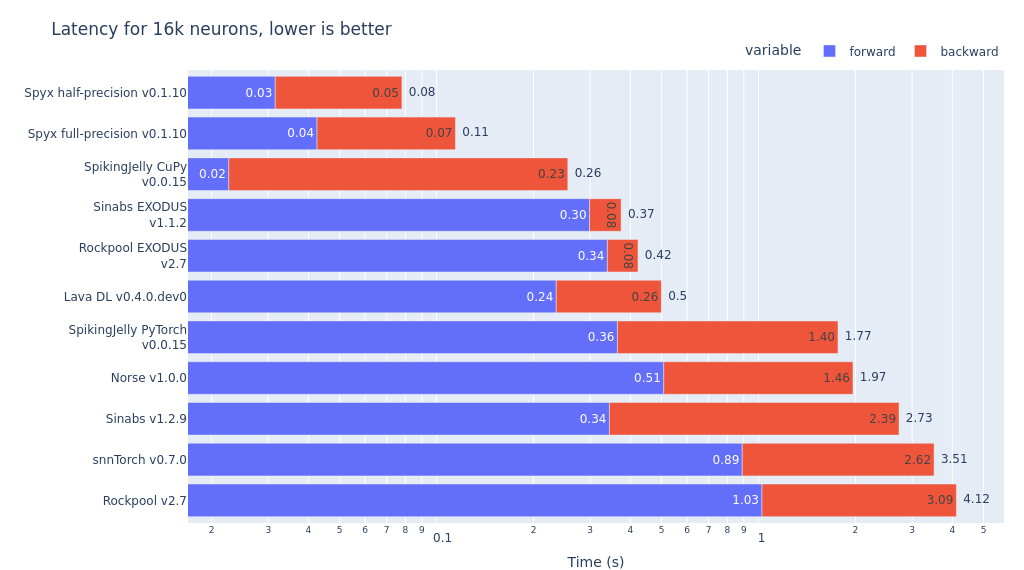 Latency for 16k neurons, lower is better
variable forward backward
Spyx half-precision v0.1.10 0.03 0.05 0.08
Spyx full-precision v0.1.10 0.04 0.07 0.11
SpikingJelly CuPy
v0.0.15 0.02 0.23 0.26
Sinabs EXODUS
v1.1.2 0.30 0.08 0.37
Rockpool EXODUS
v2.7 0.34 0.08 0.42
Lava DL v0.4.0.dev0 0.24 0.26 0.5
SpikingJelly PyTorch
v0.0.15 0.36 1.40 1.77
Norse v1.0.0 0.51 1.46 1.97
Sinabs v1.2.9 0.34 2.39 2.73
snnTorch v0.7.0 0.89 2.62 3.51
Rockpool v2.7 1.03 3.09 4.12
2 3 4 5 6 7 8 9 0.1 2 3 4 5 6 7 8 9 1 2 3 4 5
Time (s)